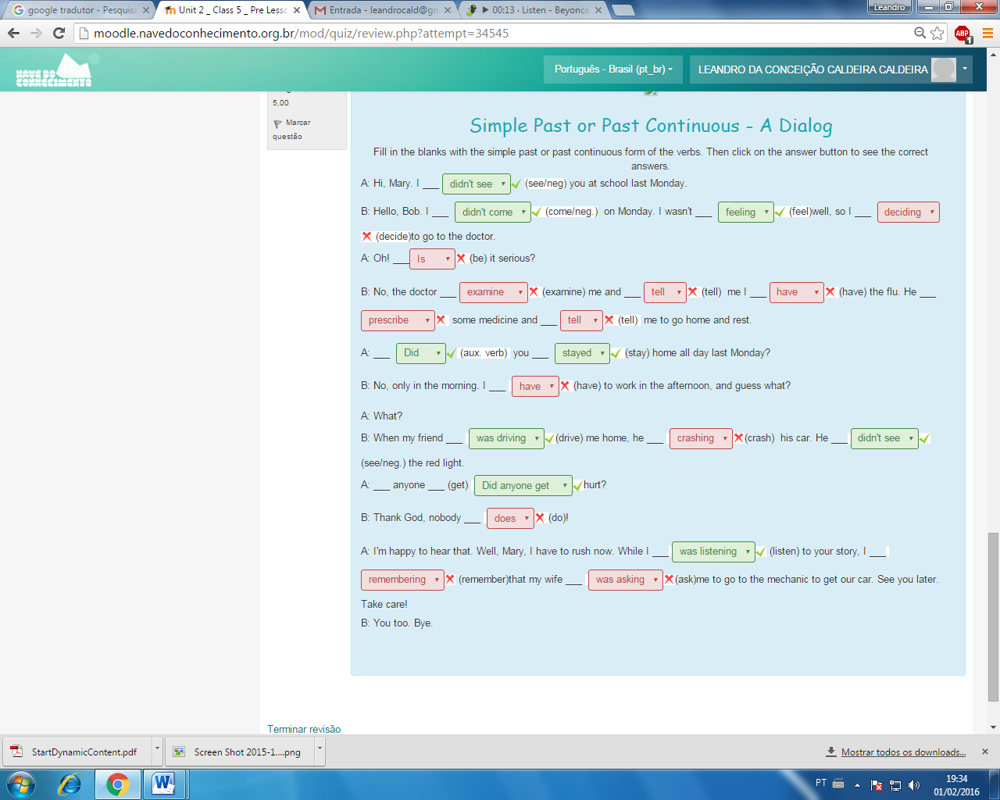 google tradutor - Pesquisa
Unit 2 _ Class 5 _ Pre Lesso
Entrada - leandrocald@gm
00:13 · Listen - Beyoncé
Leandro
moodle.navedoconhecimento.org.br/mod/quiz/review.php?attempt=34545
ABP
1
NAVE DO
CONHECIMENTO
Português - Brasil (pt_br)
LEANDRO DA CONCEIÇÃO CALDEIRA CALDEIRA
5,00
Marcar
questão
Simple Past or Past Continuous - A Dialog
Fill in the blanks with the simple past or past continuous form of the verbs. Then click on the answer button to see the correct
answers.
A: Hi, Mary. I ___ didn't see (see/neg) you at school last Monday.
B: Hello, Bob. I ___ didn't come (come/neg.) on Monday. I wasn't ___ feeling (feel)well, so I ___ deciding
(decide)to go to the doctor.
A: Oh! ___ Is (be) it serious?
B: No, the doctor ___ examine (examine) me and ___ tell (tell) me I ___ have (have) the flu. He ___
prescribe some medicine and ___ tell (tell) me to go home and rest.
A: ___ Did (aux. verb) you ___ stayed (stay) home all day last Monday?
B: No, only in the morning. I ___ have (have) to work in the afternoon, and guess what?
A: What?
B: When my friend ___ was driving (drive) me home, he ___ crashing (crash) his car. He ___ didn't see
(see/neg.) the red light.
A: ___ anyone ___ (get) Did anyone get hurt?
B: Thank God, nobody ___ does (do)!
A: I'm happy to hear that. Well, Mary, I have to rush now. While I ___ was listening (listen) to your story, I ___
remembering (remember)that my wife ___ was asking (ask)me to go to the mechanic to get our car. See you later.
Take care!
B: You too. Bye.
Terminar revisão
StartDynamicContent.pdf
Screen Shot 2015-1....png
Mostrar todos os downloads...
PT
19:34
01/02/2016